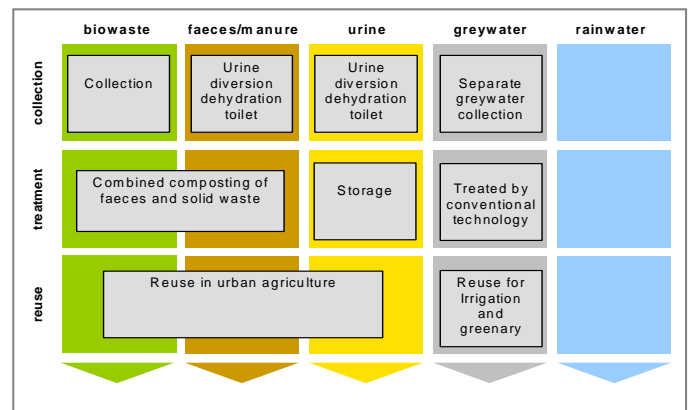 biowaste faeces/manure urine greywater rainwater
collection
Collection
Urine
diversion
dehydration
toilet
Urine
diversion
dehydration
toilet
Separate
greywater
collection
treatment
Combined composting of
faeces and solid waste
Storage
Treated by
conventional
technology
reuse
Reuse in urban agriculture
Reuse for
Irrigation
and
greenary